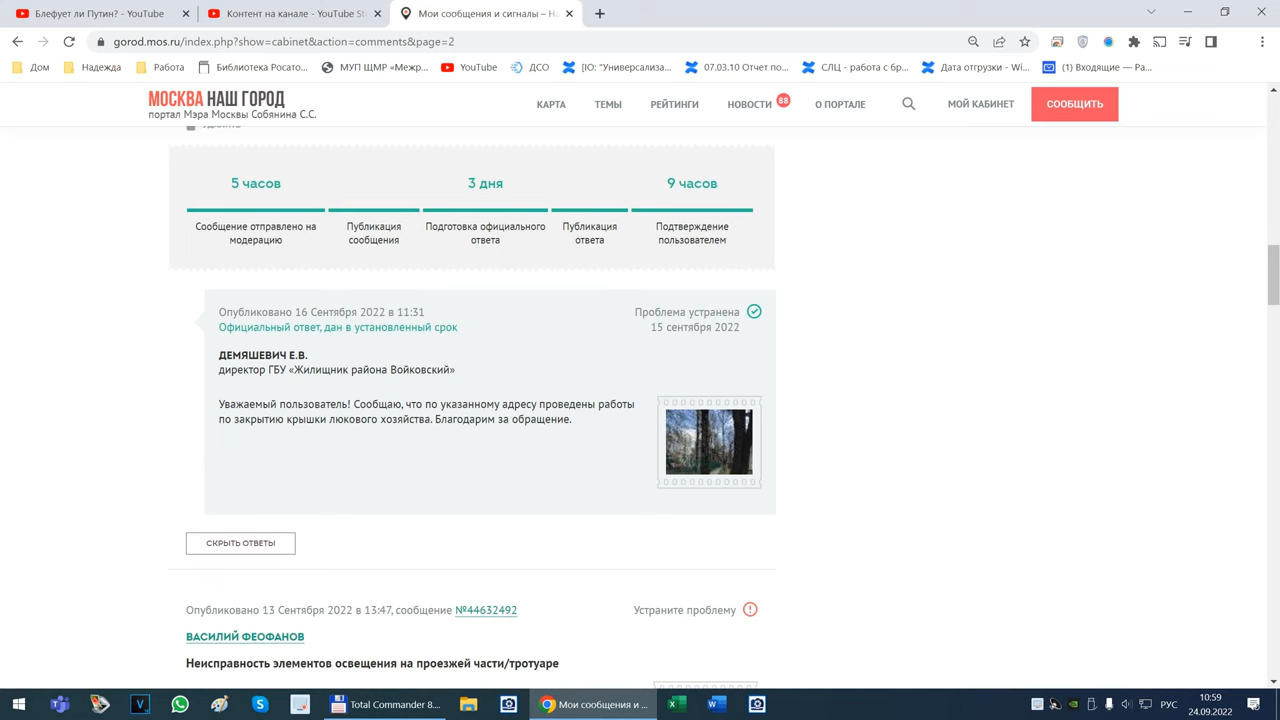 Блефует ли Путин? - YouTube
Контент на канале - YouTube St
Мои сообщения и сигналы – На
gorod.mos.ru/index.php?show=cabinet&action=comments&page=2
Дом
Надежда
Работа
Библиотека Росато...
МУП ЩМР «Межр...
YouTube
ДСО
[Ю: "Универсализа...
07.03.10 Отчет по...
СЛЦ - работа с бр...
Дата отгрузки - Wi...
(1) Входящие — Ра...
МОСКВА НАШ ГОРОД
портал Мэра Москвы Собянина С.С.
КАРТА
ТЕМЫ
РЕЙТИНГИ
НОВОСТИ 88
О ПОРТАЛЕ
МОЙ КАБИНЕТ
СООБЩИТЬ
5 часов
3 дня
9 часов
Сообщение отправлено на
модерацию
Публикация
сообщения
Подготовка официального
ответа
Публикация
ответа
Подтверждение
пользователем
Опубликовано 16 Сентября 2022 в 11:31
Официальный ответ, дан в установленный срок
Проблема устранена
15 сентября 2022
ДЕМЯШЕВИЧ Е.В.
директор ГБУ «Жилищник района Войковский»
Уважаемый пользователь! Сообщаю, что по указанному адресу проведены работы
по закрытию крышки люкового хозяйства. Благодарим за обращение.
СКРЫТЬ ОТВЕТЫ
Опубликовано 13 Сентября 2022 в 13:47, сообщение №44632492
Устраните проблему
ВАСИЛИЙ ФЕОФАНОВ
Неисправность элементов освещения на проезжей части/тротуаре
Total Commander 8....
Мои сообщения и ...
РУС
10:59
24.09.2022